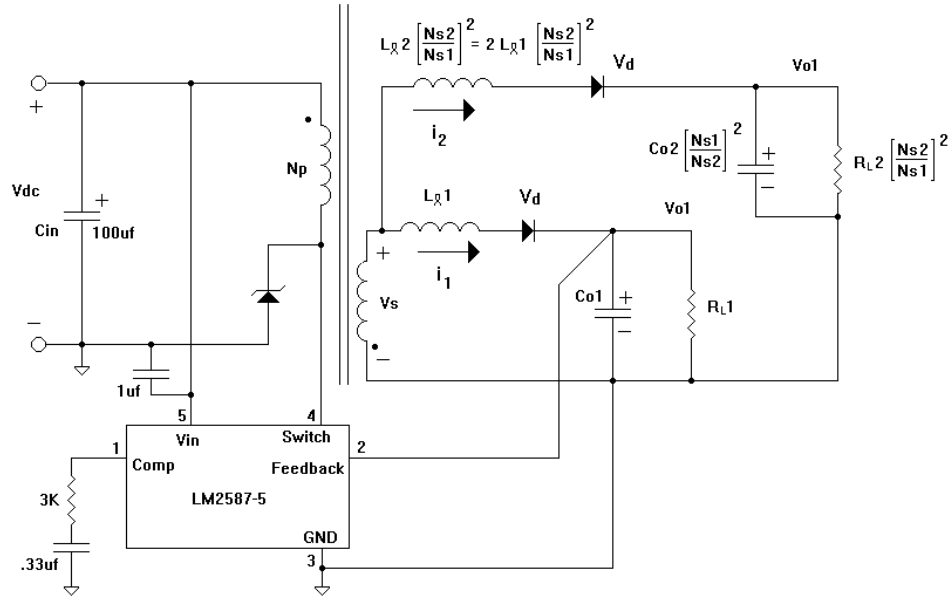 Lℓ2 [Ns2/Ns1]² = 2 Lℓ1 [Ns2/Ns1]²
Vd
Vo1
+
i2
Np
Co2 [Ns1/Ns2]²
+
−
RL2 [Ns2/Ns1]²
Vdc
Cin
+
100uf
Lℓ1
Vd
Vo1
+
i1
Vs
−
Co1
+
−
RL1
−
1uf
5
4
1
2
Vin
Switch
Comp
Feedback
3K
LM2587-5
GND
.33uf
3